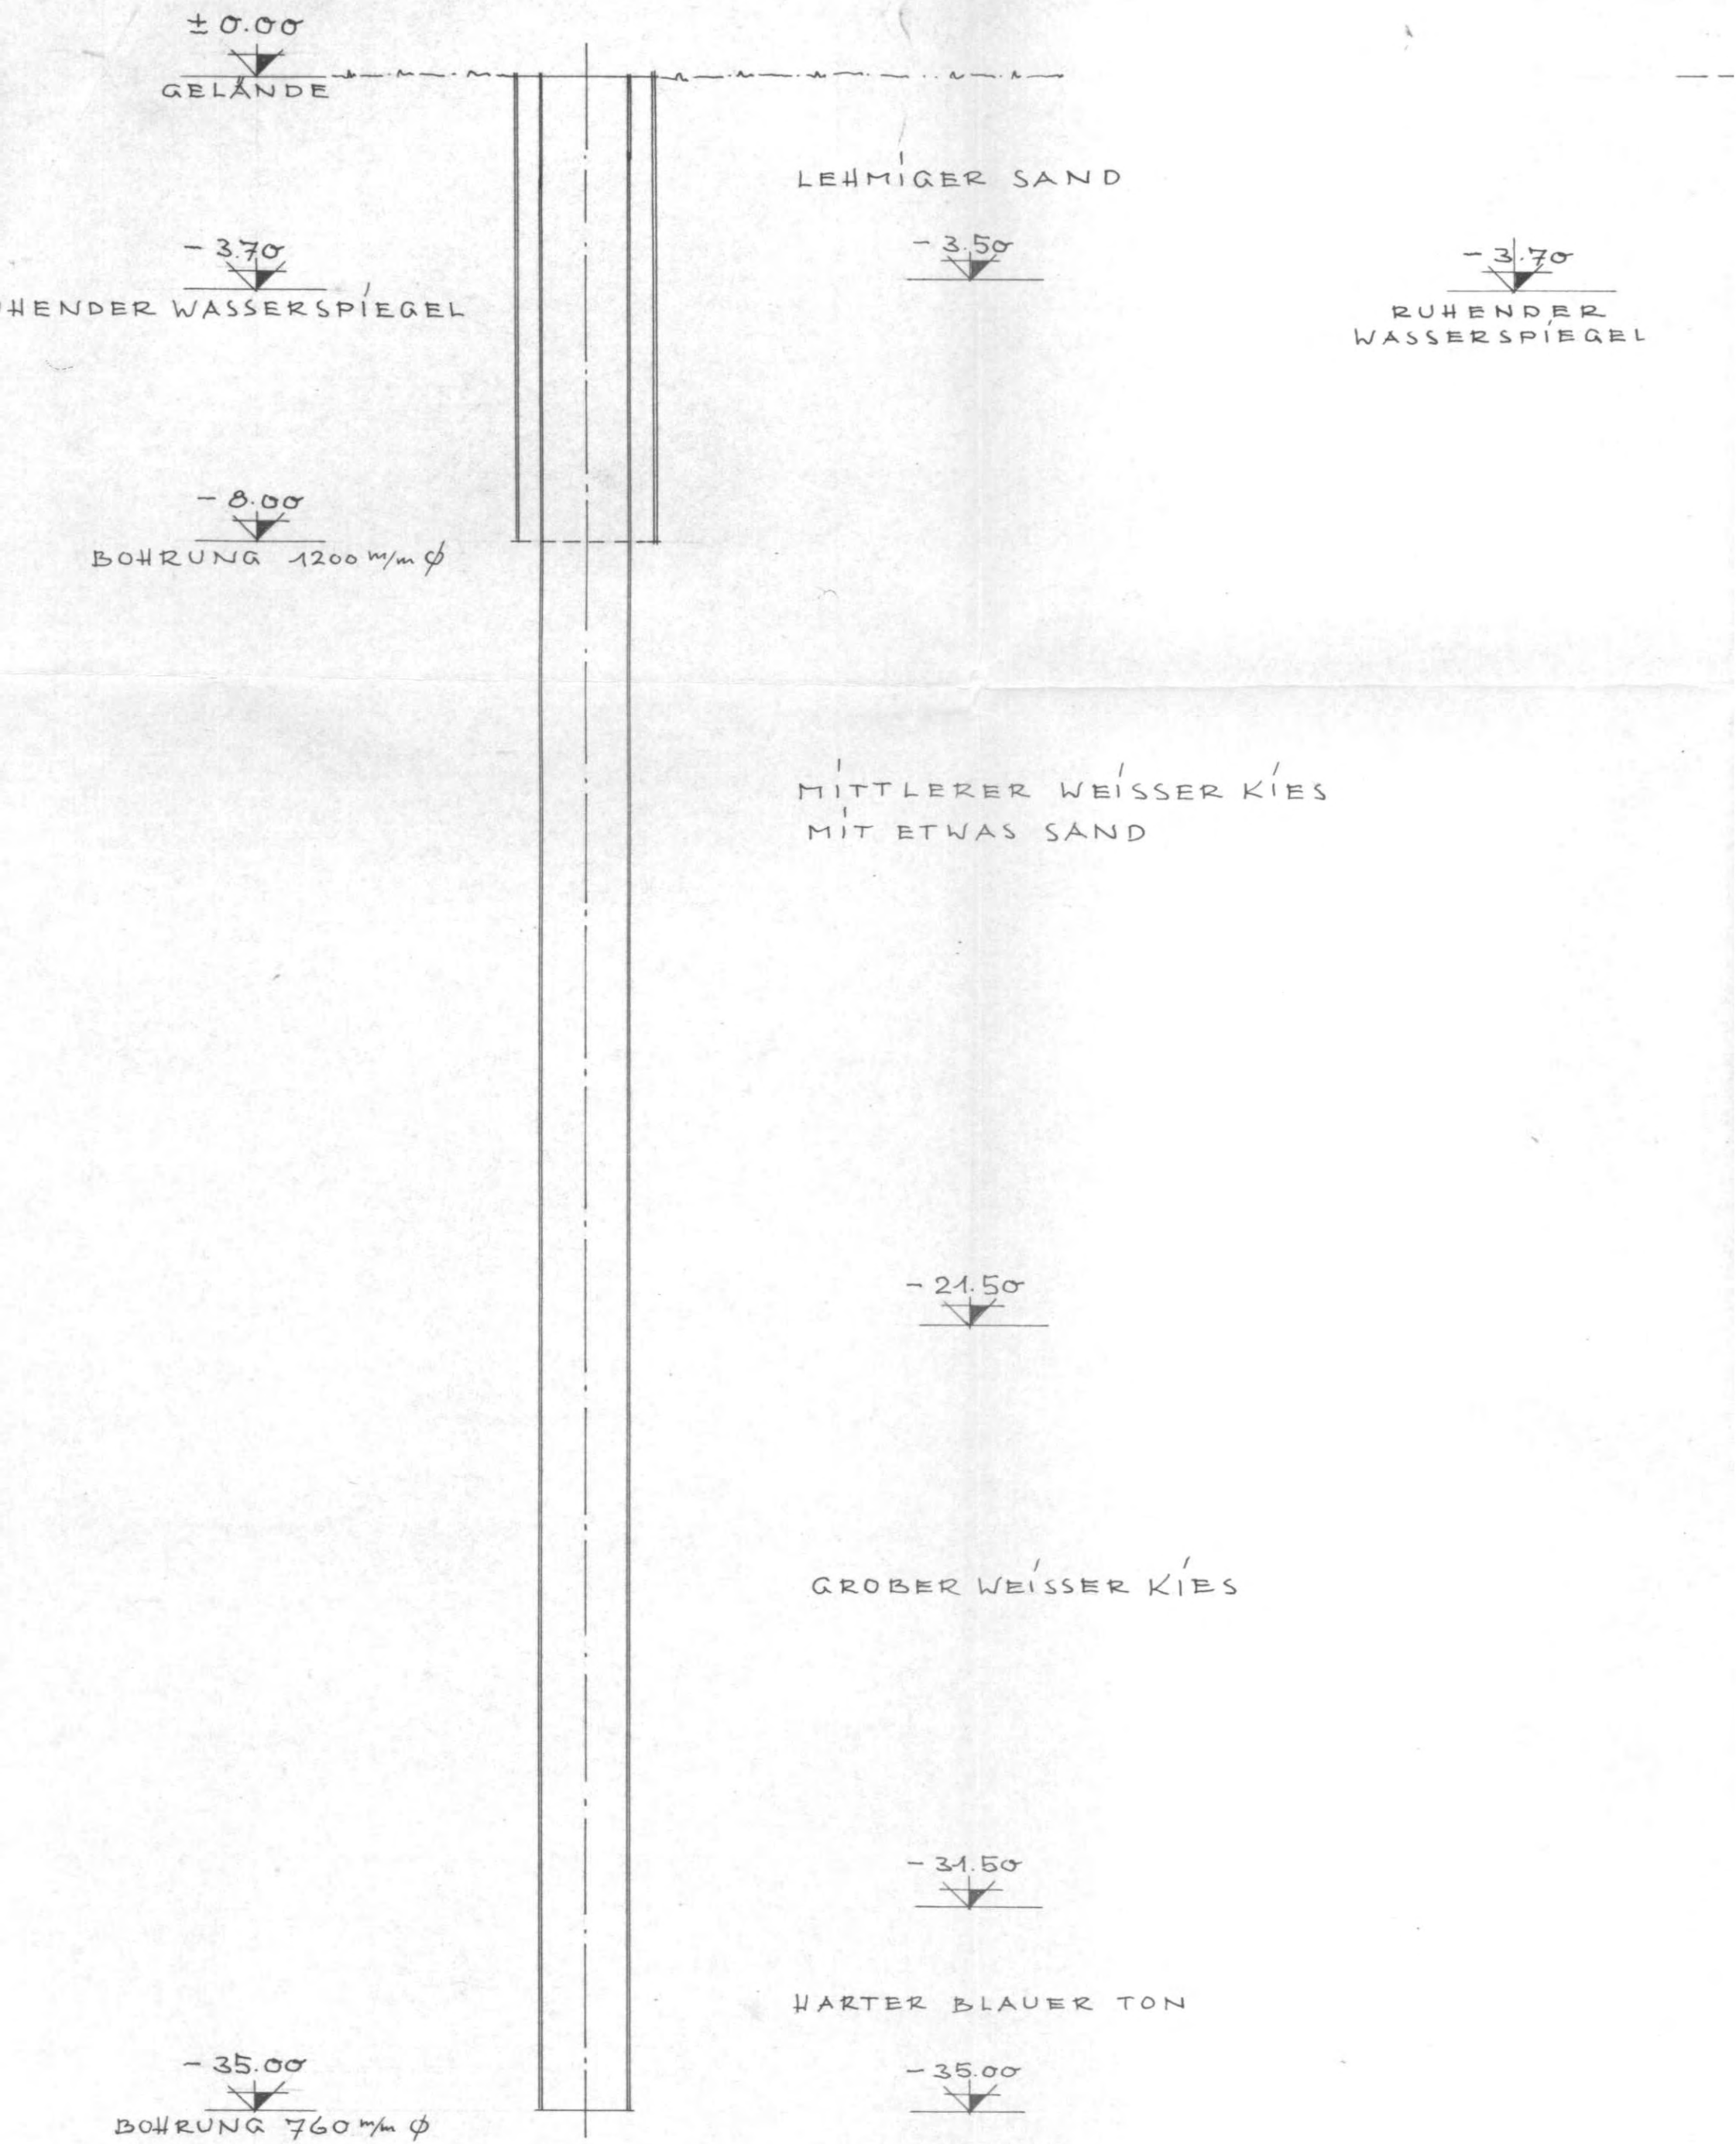 ± 0.00
GELÄNDE
LEHMIGER SAND
- 3.70
HENDER WASSERSPIEGEL
- 3.50
- 3.70
RUHENDER
WASSERSPIEGEL
- 8.00
BOHRUNG 1200 m/m ϕ
MITTLERER WEISSER KIES
MIT ETWAS SAND
- 21.50
GROBER WEISSER KIES
- 31.50
HARTER BLAUER TON
- 35.00
BOHRUNG 760 m/m ϕ
- 35.00